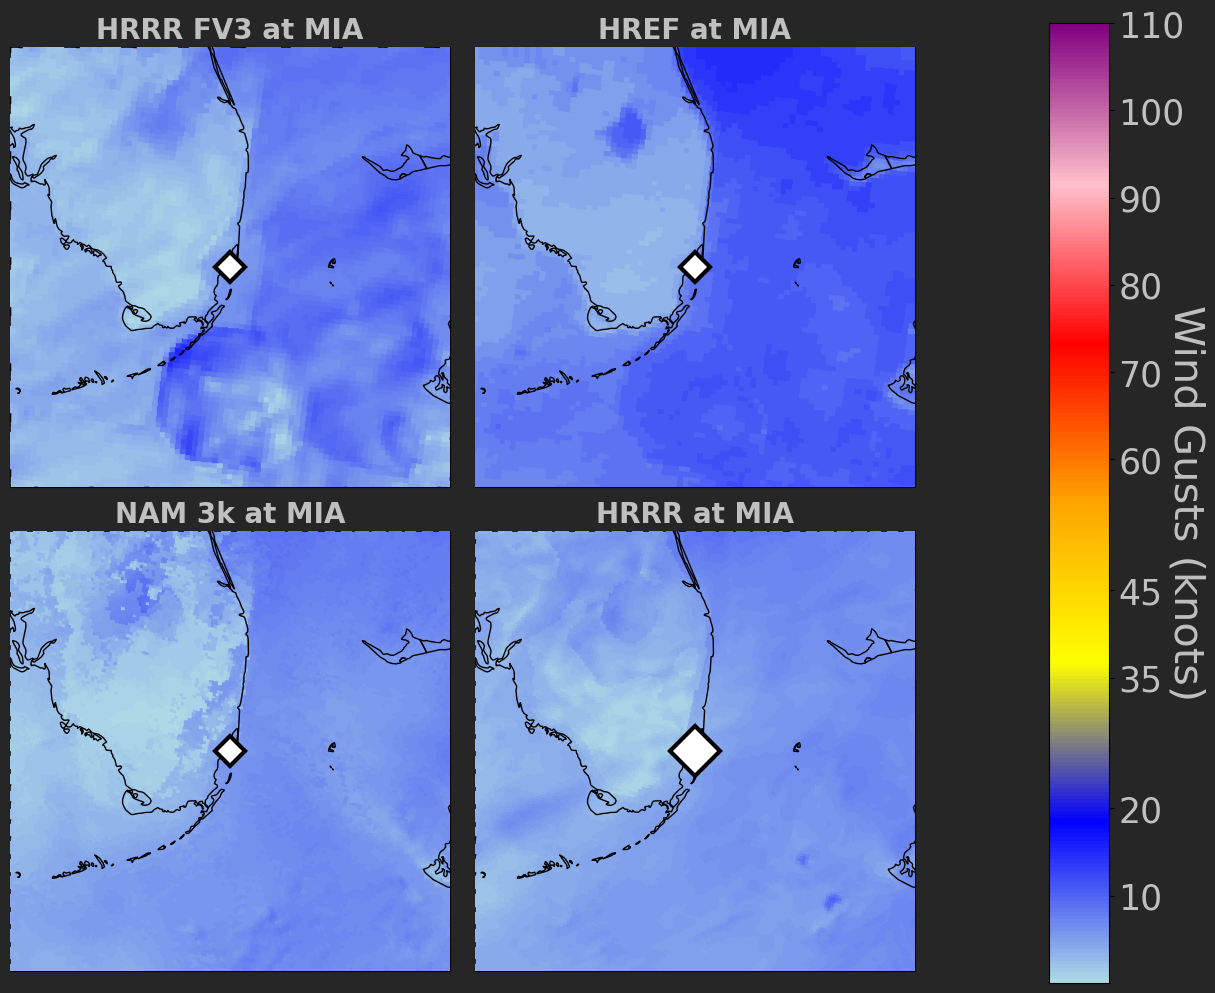 HRRR FV3 at MIA
HREF at MIA
NAM 3k at MIA
HRRR at MIA
110
100
90
80
70
60
45
35
20
10
Wind Gusts (knots)